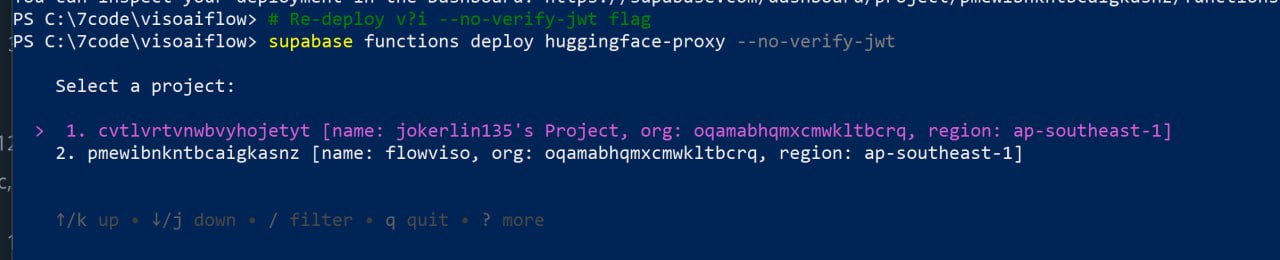 PS C:\7code\visoaiflow> # Re-deploy v?i --no-verify-jwt flag
PS C:\7code\visoaiflow> supabase functions deploy huggingface-proxy --no-verify-jwt
Select a project:
> 1. cvtlvrtvnwbvyhojetyt [name: jokerlin135's Project, org: oqamabhqmxcmwkltbcrq, region: ap-southeast-1]
2. pmewibnkntbcaigkasnz [name: flowviso, org: oqamabhqmxcmwkltbcrq, region: ap-southeast-1]
↑/k up • ↓/j down • / filter • q quit • ? more